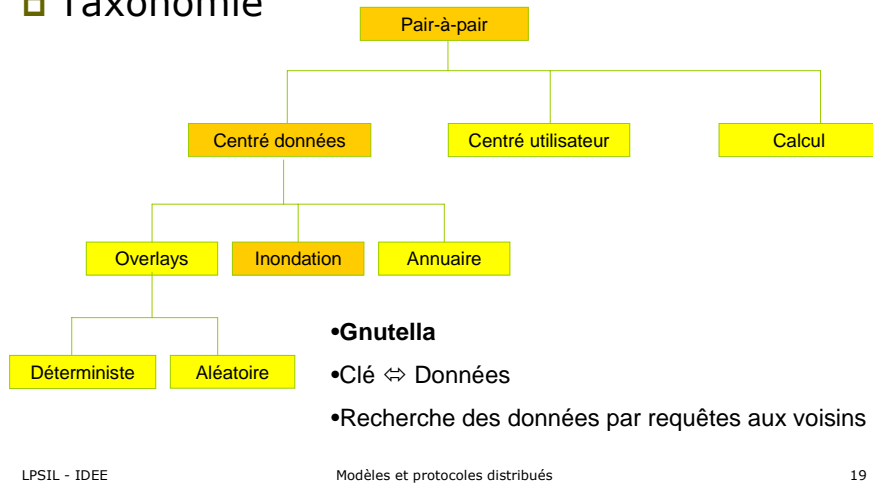 Taxonomie
Pair-à-pair
Centré données
Centré utilisateur
Calcul
Overlays
Inondation
Annuaire
Déterministe
Aléatoire
•Gnutella
•Clé ⇔ Données
•Recherche des données par requêtes aux voisins
LPSIL - IDEE
Modèles et protocoles distribués
19